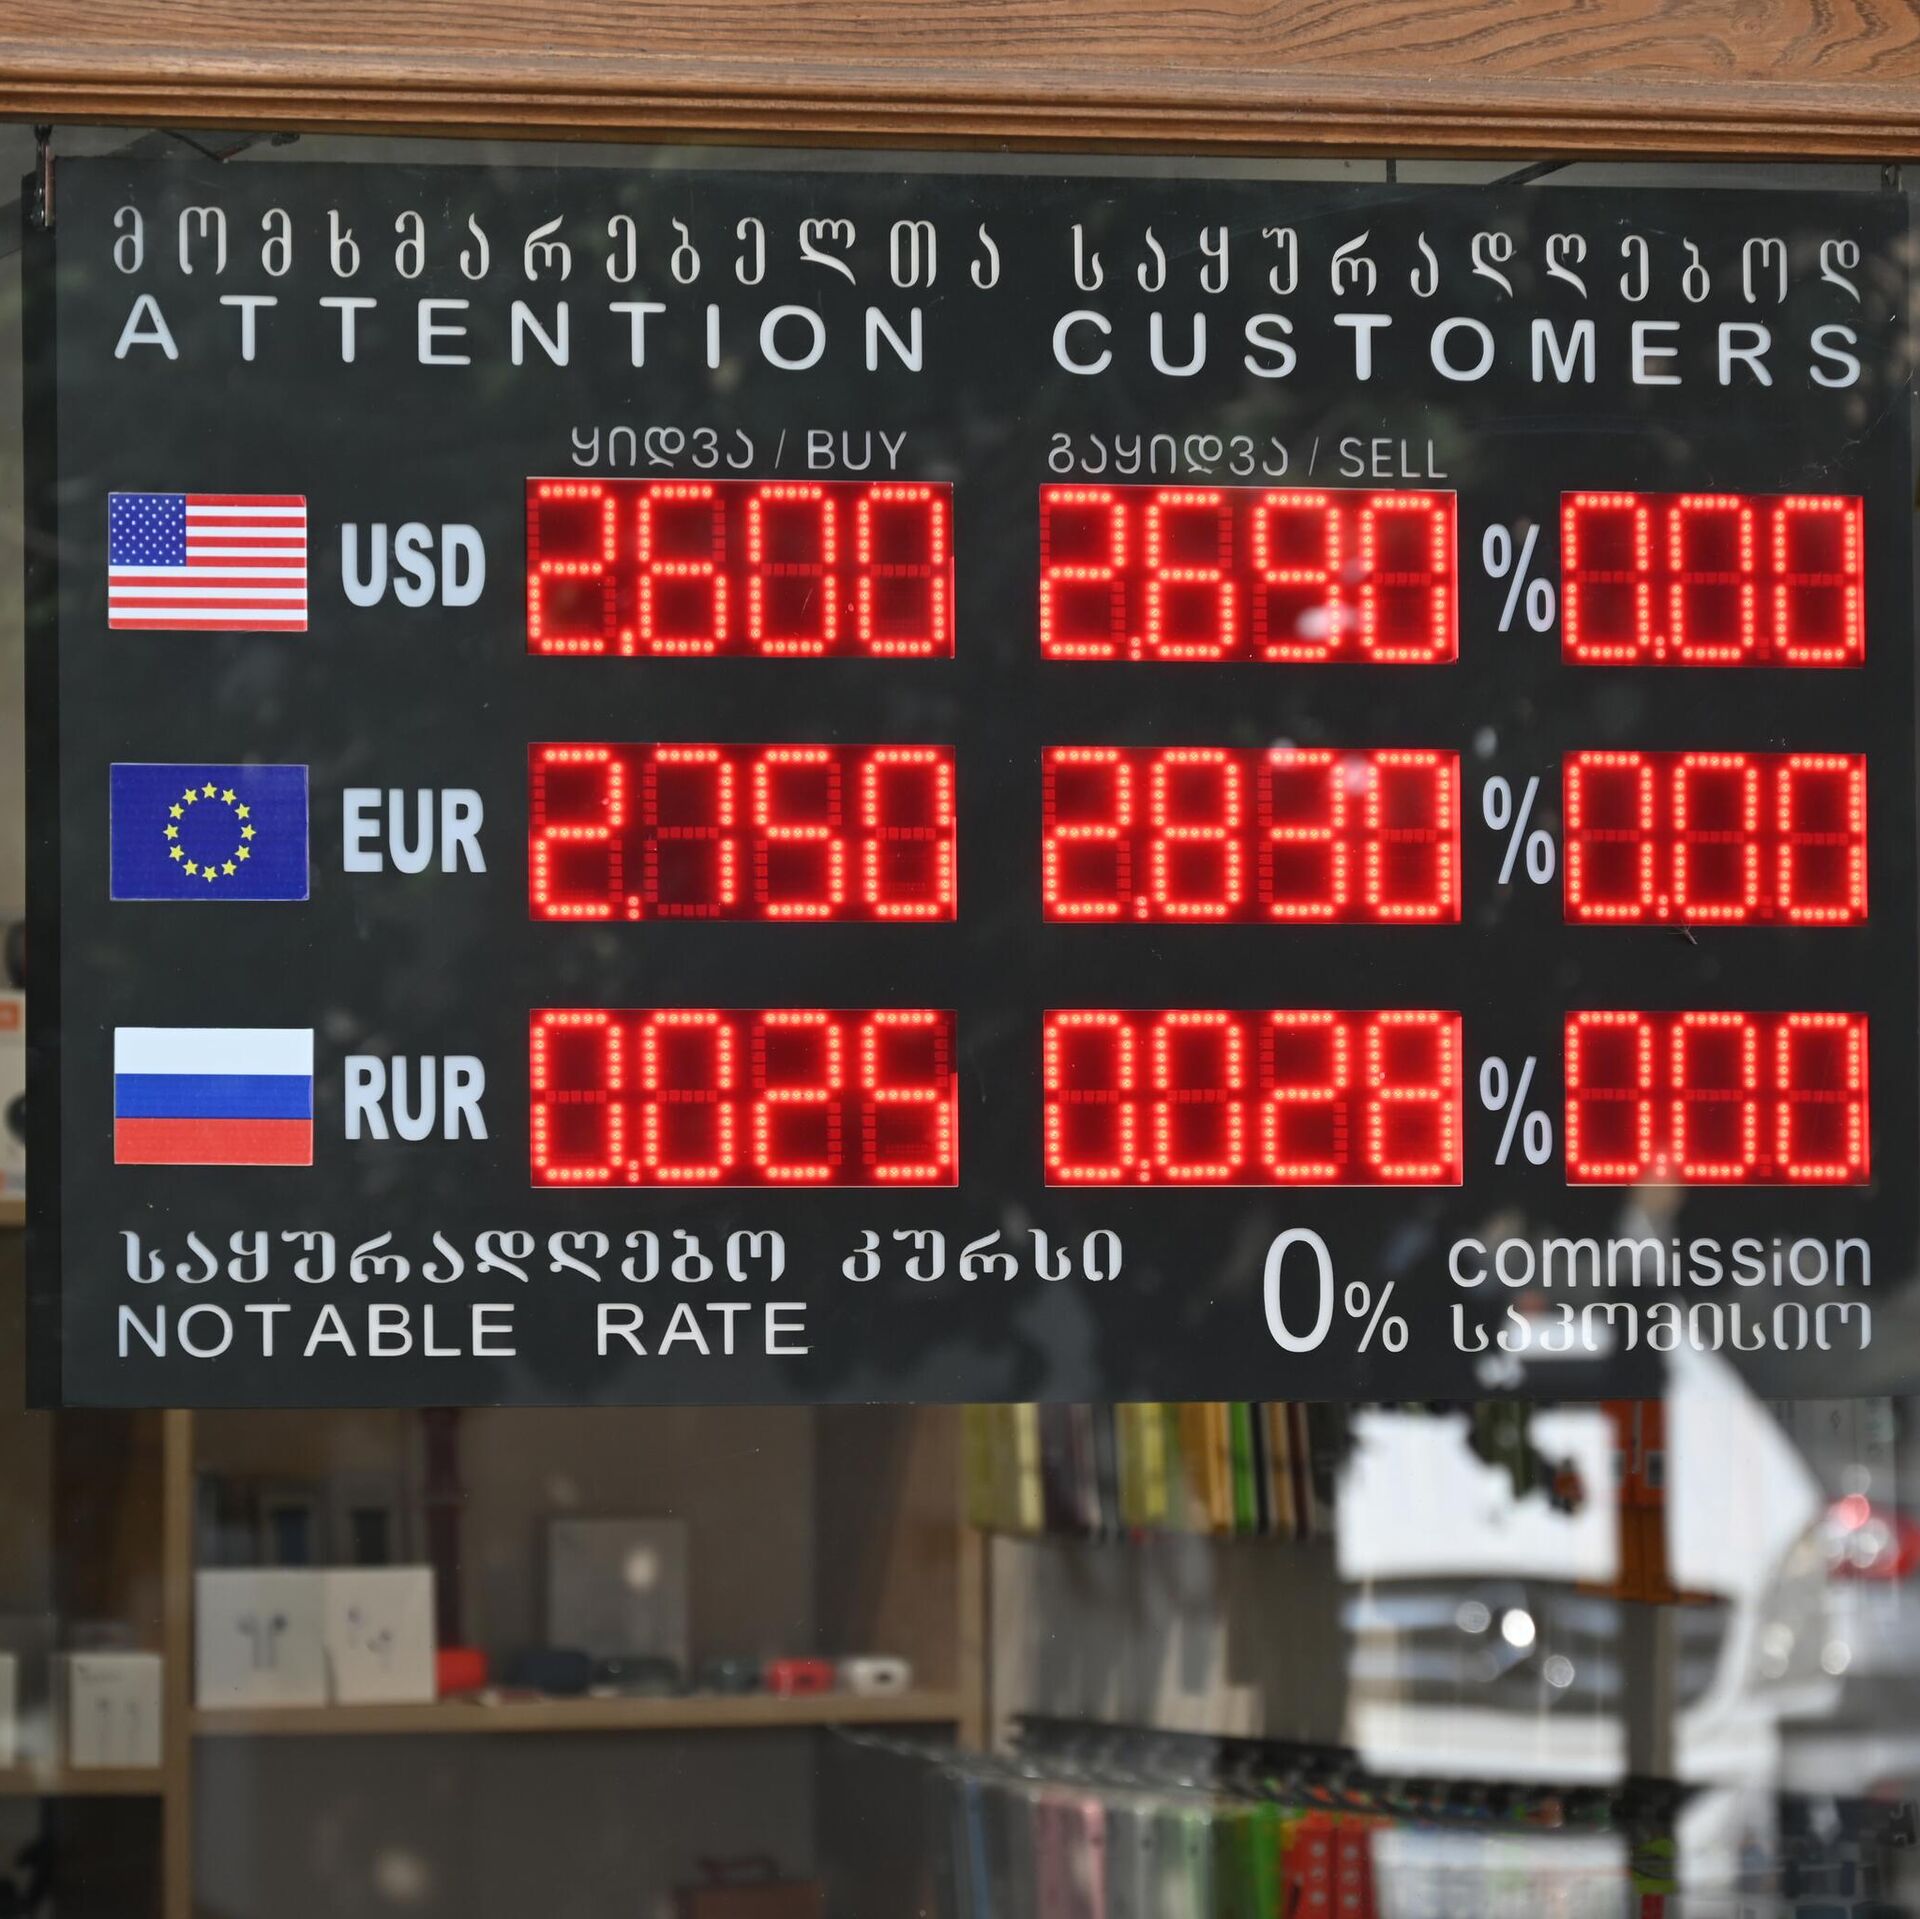 მომხმარებელთა საყურადღებოდ
ATTENTION CUSTOMERS
ყიდვა / BUY გაყიდვა / SELL
USD 2.600 2.690 % 0.00
EUR 2.750 2.830 % 0.00
RUR 0.025 0.028 % 0.00
საყურადღებო კურსი
NOTABLE RATE
0% commission
საკომისიო